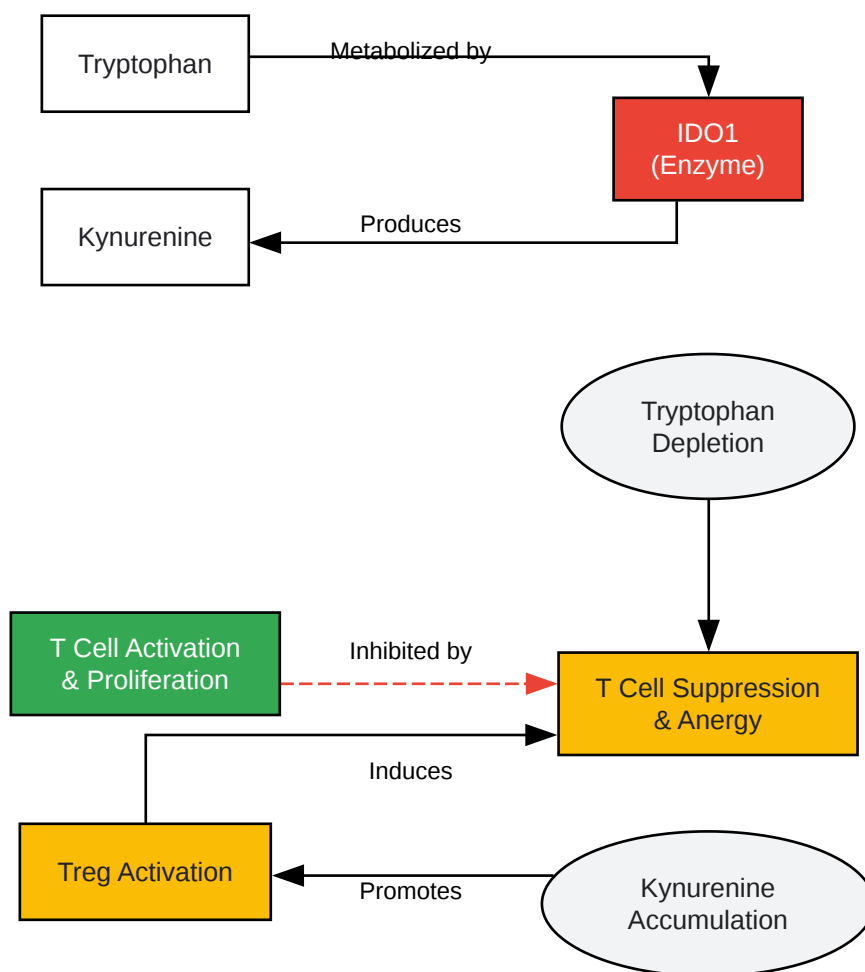 Tryptophan
Metabolized by
IDO1
(Enzyme)
Kynurenine
Produces
Tryptophan
Depletion
T Cell Activation
& Proliferation
Inhibited by
T Cell Suppression
& Anergy
Induces
Treg Activation
Promotes
Kynurenine
Accumulation